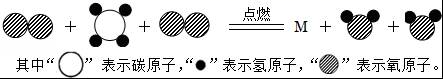 + + 点燃 M + +
其中“ ”表示碳原子,“ ”表示氢原子,“ ”表示氧原子。